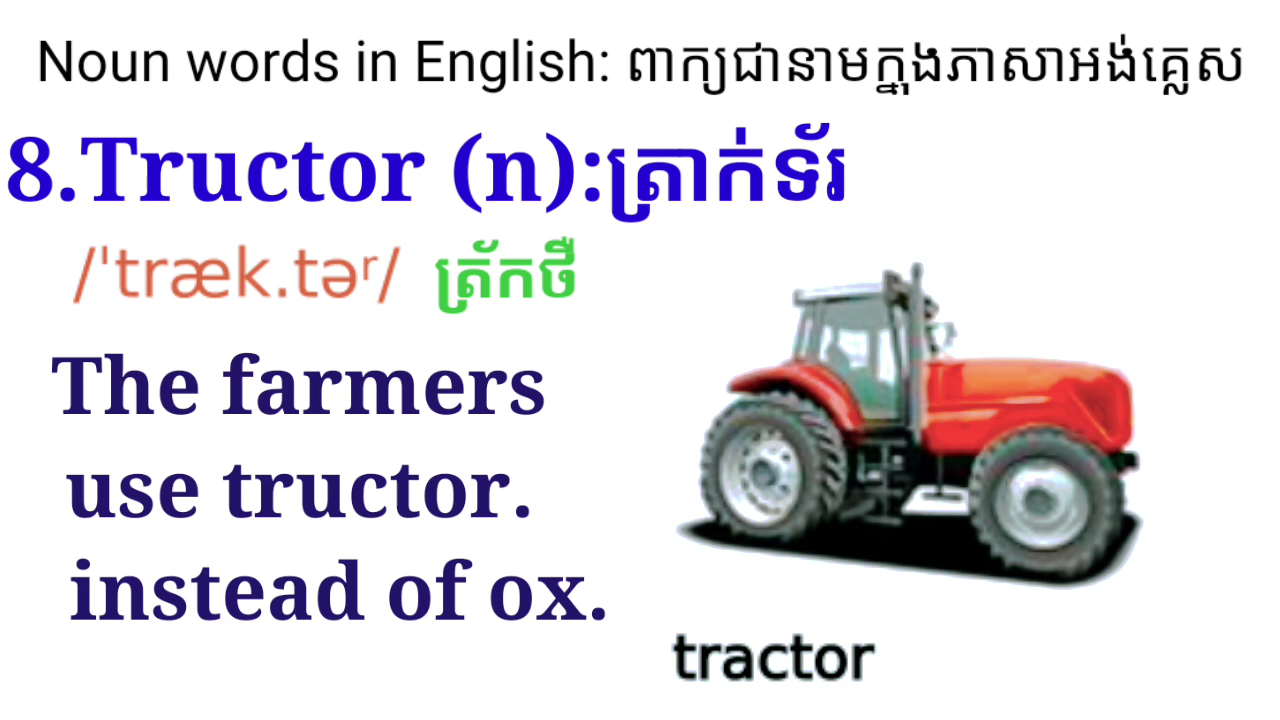 Noun words in English: ពាក្យជានាមក្នុងភាសាអង់គ្លេស
8.Tructor (n):ត្រាក់ទ័រ
/ˈtræk.təʳ/ ត្រ័កថឺ
The farmers
use tructor.
instead of ox.
tractor